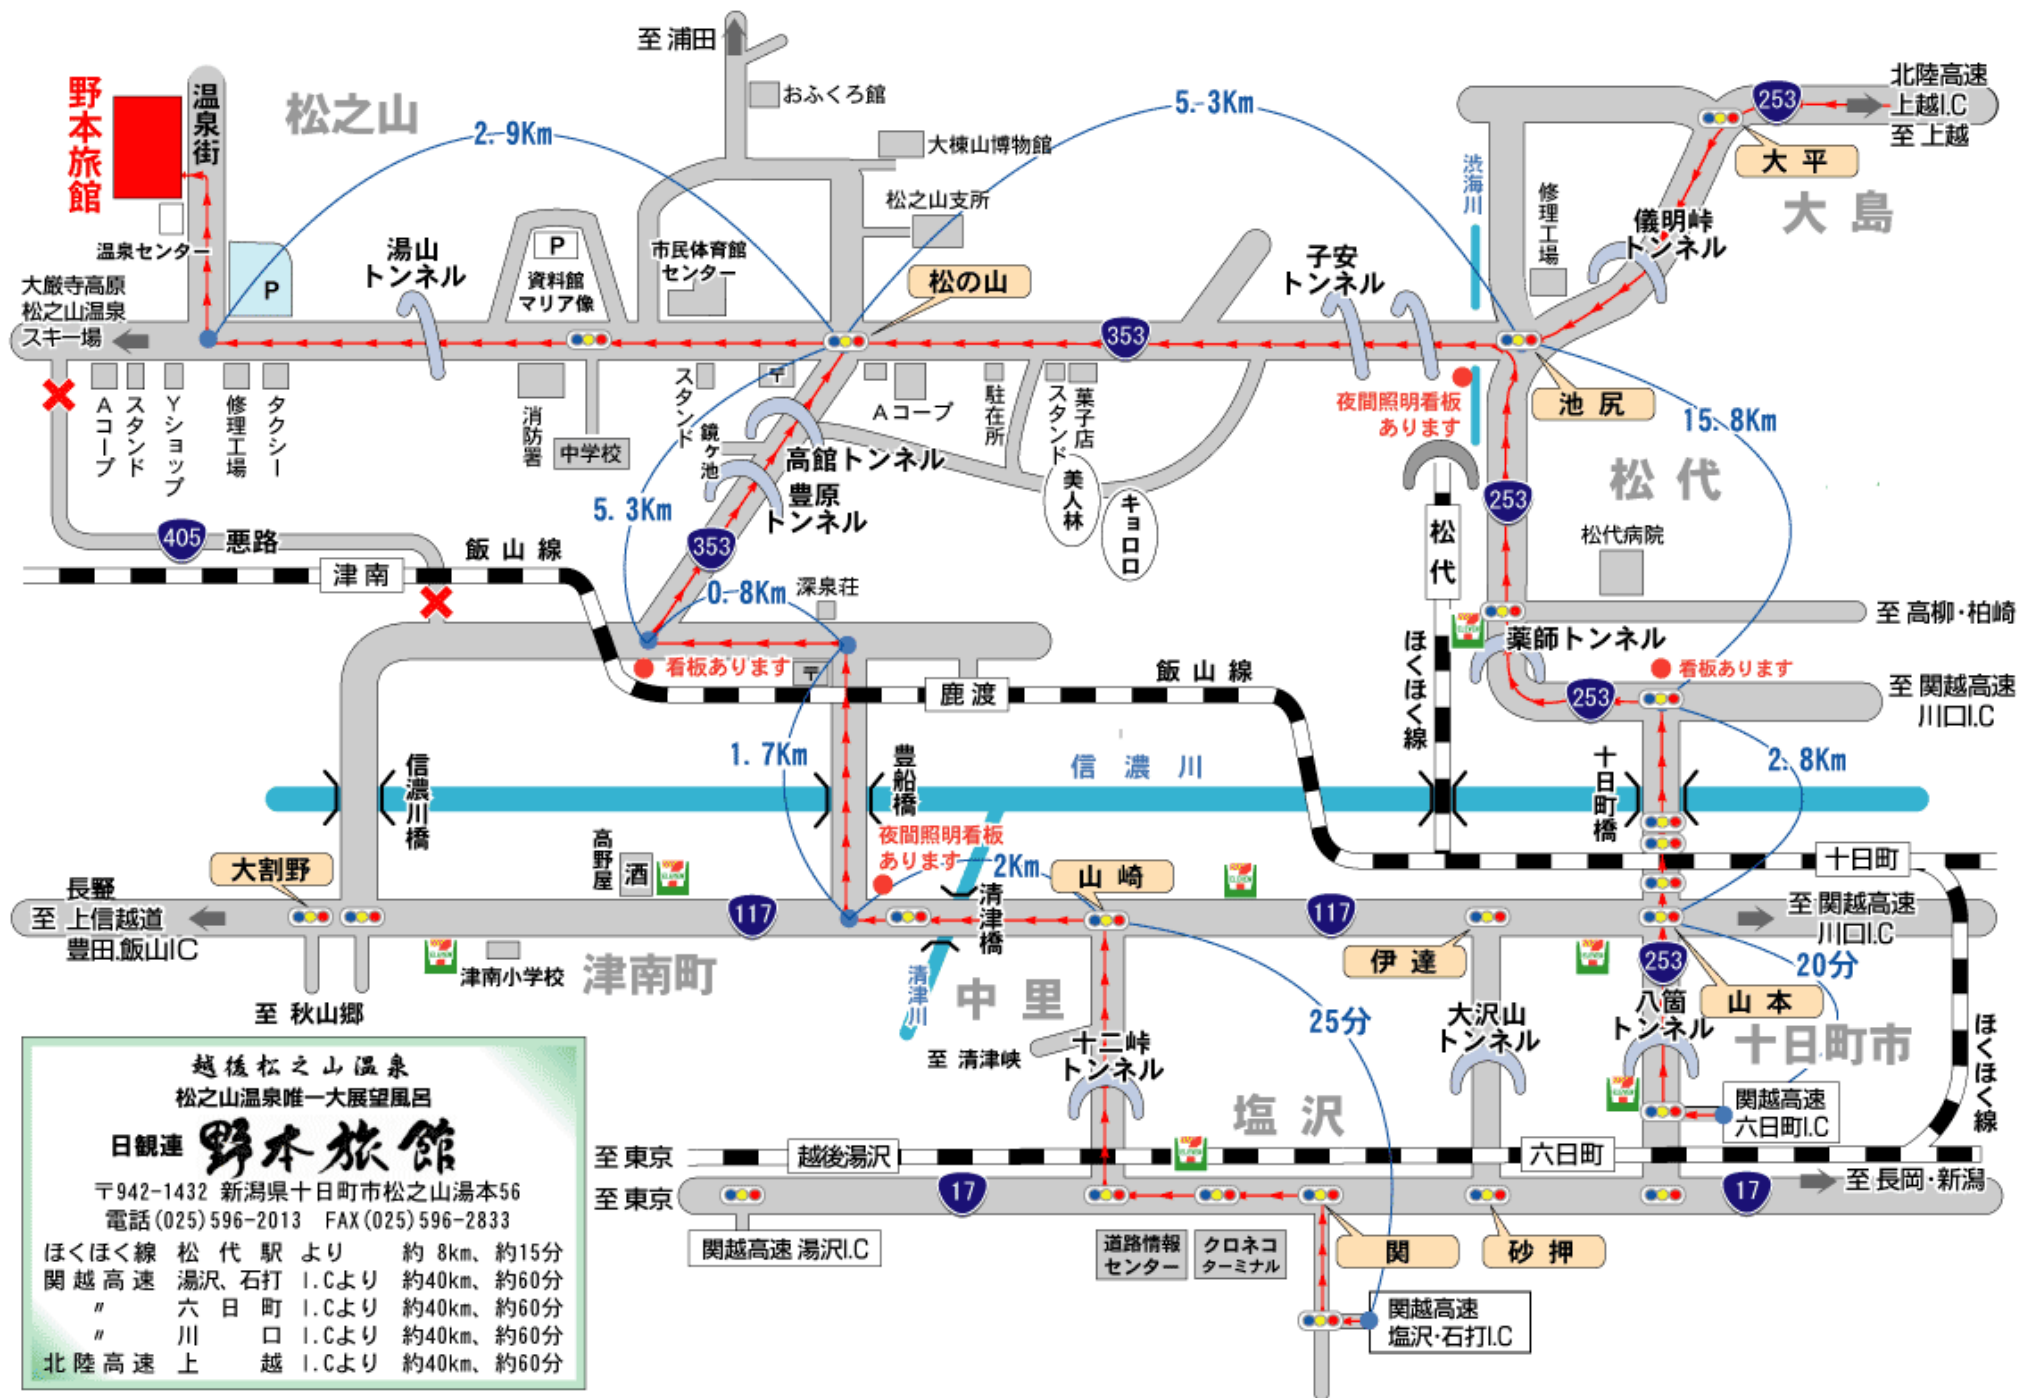 至 浦田
おふくろ館
大棟山博物館
松之山支所
野本旅館
温泉街
松之山
2.9Km
5.3Km
253
北陸高速
上越I.C
至 上越
大 平
大 島
渋海川
修理工場
儀明峠
トンネル
温泉センター
P
湯山
トンネル
P
資料館
マリア像
市民体育館
センター
松の山
子安
トンネル
大厳寺高原
松之山温泉
スキー場
353
Aコープ
スタンド
Yショップ
修理工場
タクシー
消防署
中学校
スタンド
〒
鏡ヶ池
Aコープ
駐在所
スタンド
菓子店
美人林
キョロロ
夜間照明看板
あります
池 尻
15.8Km
松 代
高館トンネル
豊原
トンネル
5.3Km
353
405
悪路
飯 山 線
津 南
0.8Km
深泉荘
253
松代
松代病院
至 高柳・柏崎
薬師トンネル
ほくほく線
看板あります
〒
鹿 渡
飯 山 線
看板あります
253
至 関越高速
川口I.C
1.7Km
信濃川橋
豊船橋
信 濃 川
十日町橋
2.8Km
高野屋
酒
夜間照明看板
あります
2Km
清津橋
山 崎
十日町
大割野
長野
至 上信越道
豊田.飯山IC
117
117
伊 達
至 関越高速
川口I.C
津南小学校
津南町
清津川
中 里
25分
大沢山
トンネル
253
八箇
トンネル
山 本
20分
十日町市
ほくほく線
至 秋山郷
至 清津峡
十二峠
トンネル
塩 沢
関越高速
六日町I.C
至 東京
越後湯沢
六日町
至 東京
17
17
至 長岡・新潟
関越高速 湯沢I.C
道路情報
センター
クロネコ
ターミナル
関
砂 押
関越高速
塩沢・石打I.C
越後松之山温泉
松之山温泉唯一大展望風呂
日観連 野本旅館
〒942-1432 新潟県十日町市松之山湯本56
電話(025)596-2013 FAX(025)596-2833
ほくほく線 松 代 駅 より 約 8km、約15分
関越高速 湯沢、石打 I.Cより 約40km、約60分
〃 六 日 町 I.Cより 約40km、約60分
〃 川 口 I.Cより 約40km、約60分
北陸高速 上 越 I.Cより 約40km、約60分